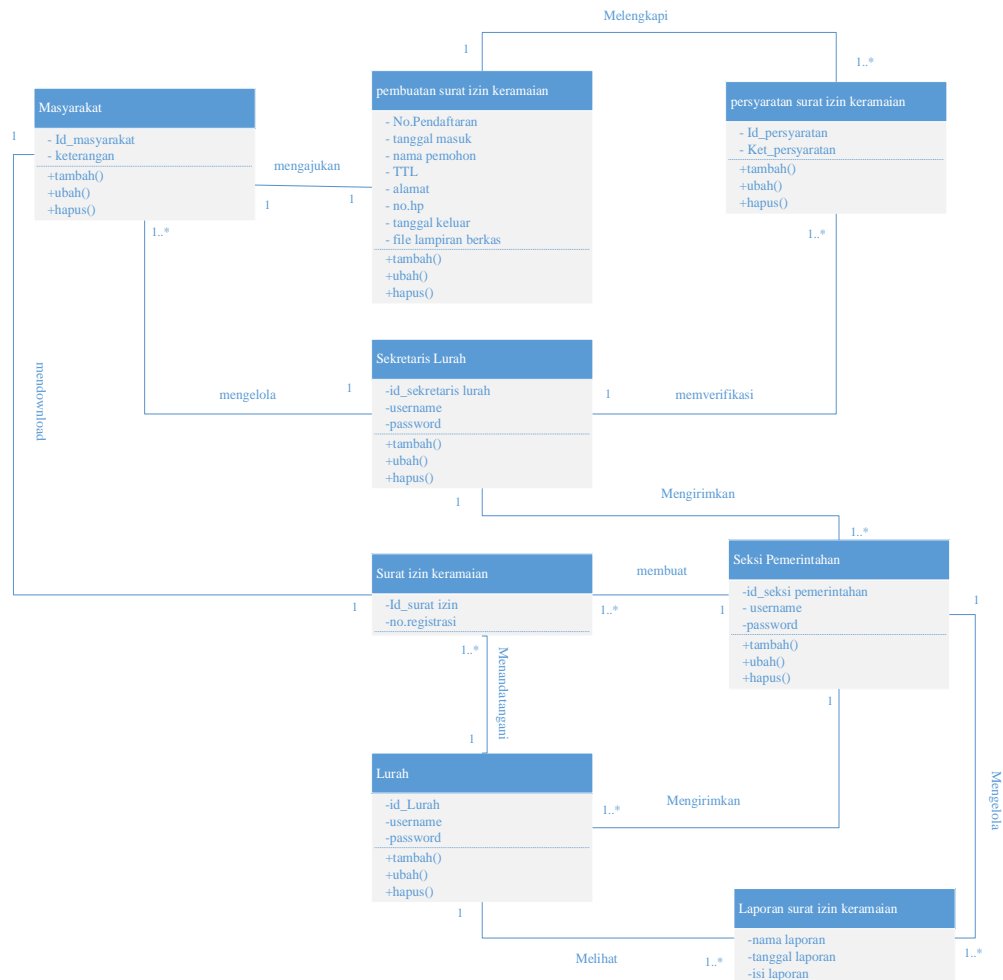 Melengkapi
1
1..*
Masyarakat
- Id_masyarakat
- keterangan
+tambah()
+ubah()
+hapus()
1
mengajukan
1
1
1..*
pembuatan surat izin keramaian
- No.Pendaftaran
- tanggal masuk
- nama pemohon
- TTL
- alamat
- no.hp
- tanggal keluar
- file lampiran berkas
+tambah()
+ubah()
+hapus()
persyaratan surat izin keramaian
- Id_persyaratan
- Ket_persyaratan
+tambah()
+ubah()
+hapus()
1..*
mendownload
mengelola
1
Sekretaris Lurah
-id_sekretaris lurah
-username
-password
+tambah()
+ubah()
+hapus()
1
memverifikasi
1
Mengirimkan
1..*
Surat izin keramaian
-Id_surat izin
-no.registrasi
1
membuat
1..*
1
Seksi Pemerintahan
-id_seksi pemerintahan
- username
-password
+tambah()
+ubah()
+hapus()
1
1..*
Menandatangani
1
1
Lurah
-id_Lurah
-username
-password
+tambah()
+ubah()
+hapus()
Mengirimkan
1..*
Mengelola
1
Melihat
1..*
Laporan surat izin keramaian
-nama laporan
-tanggal laporan
-isi laporan
1..*